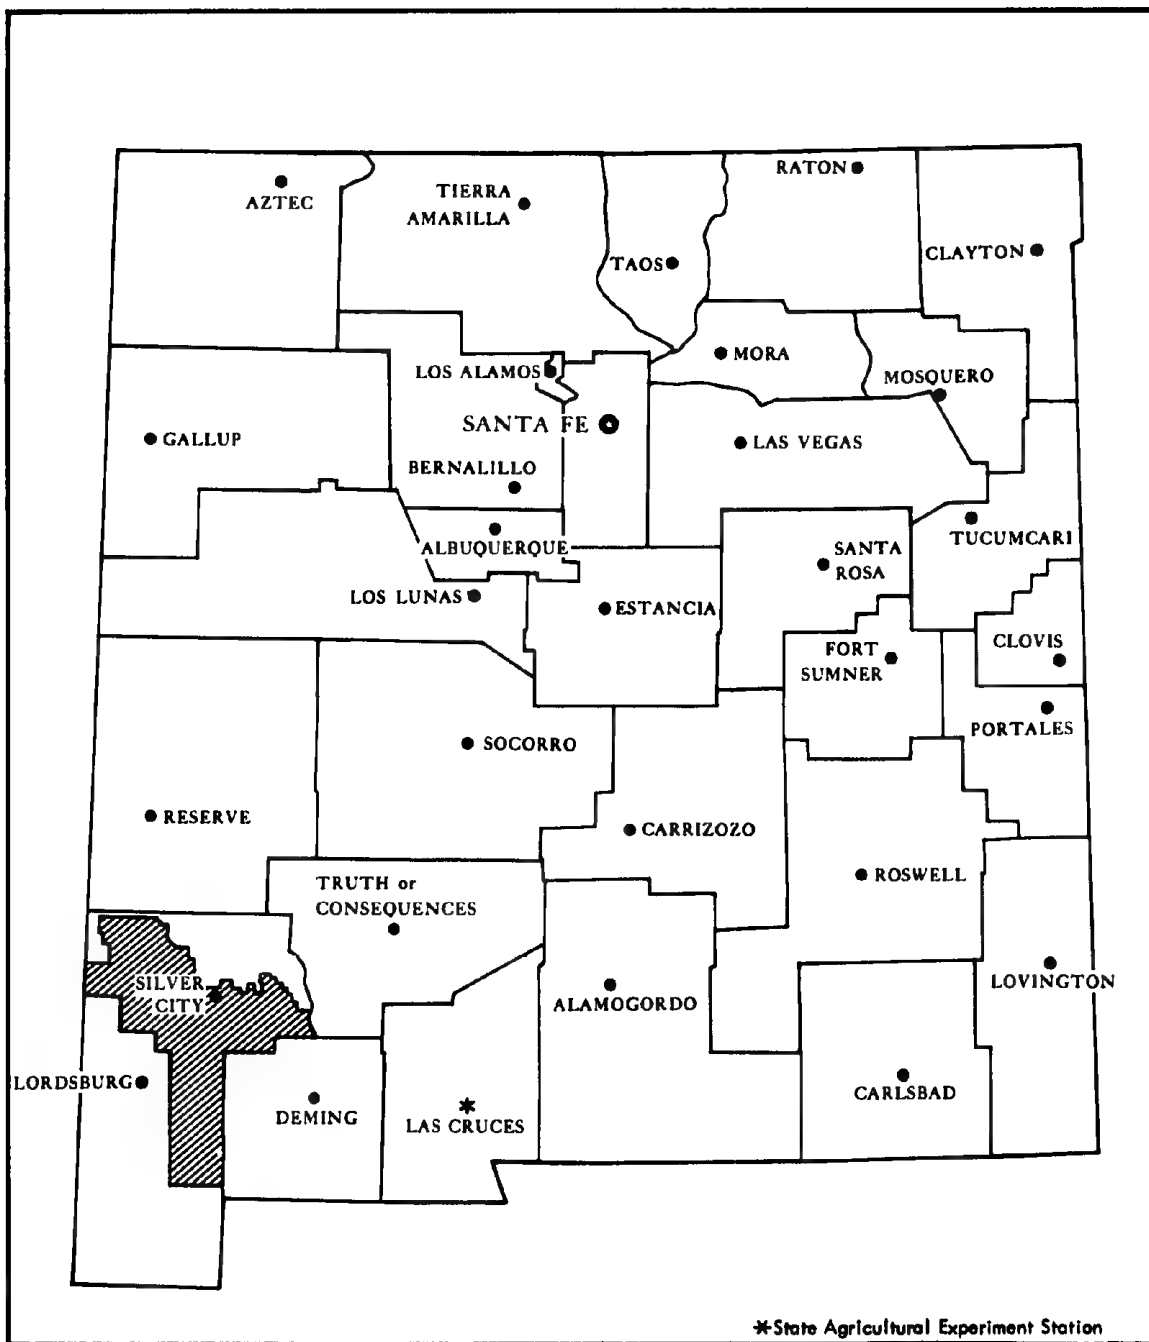 RATON
AZTEC
TIERRA
AMARILLA
CLAYTON
TAOS
MORA
LOS ALAMOS
MOSQUERO
SANTA FE
GALLUP
LAS VEGAS
BERNALILLO
ALBUQUERQUE
TUCUMCARI
SANTA
ROSA
LOS LUNAS
ESTANCIA
CLOVIS
FORT
SUMNER
PORTALES
SOCORRO
RESERVE
CARRIZOZO
ROSWELL
TRUTH or
CONSEQUENCES
SILVER
CITY
ALAMOGORDO
LOVINGTON
LORDSBURG
CARLSBAD
DEMING
LAS CRUCES
*State Agricultural Experiment Station